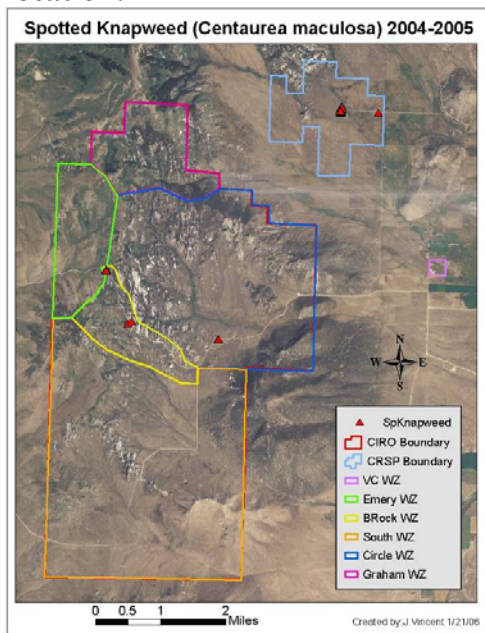 Spotted Knapweed (Centaurea maculosa) 2004-2005
N
W E
S
SpKnapweed
CIRO Boundary
CRSP Boundary
VC WZ
Emery WZ
BRock WZ
South WZ
Circle WZ
Graham WZ
0 0.5 1 2
Miles
Created by:J.Vincent 1/21/06